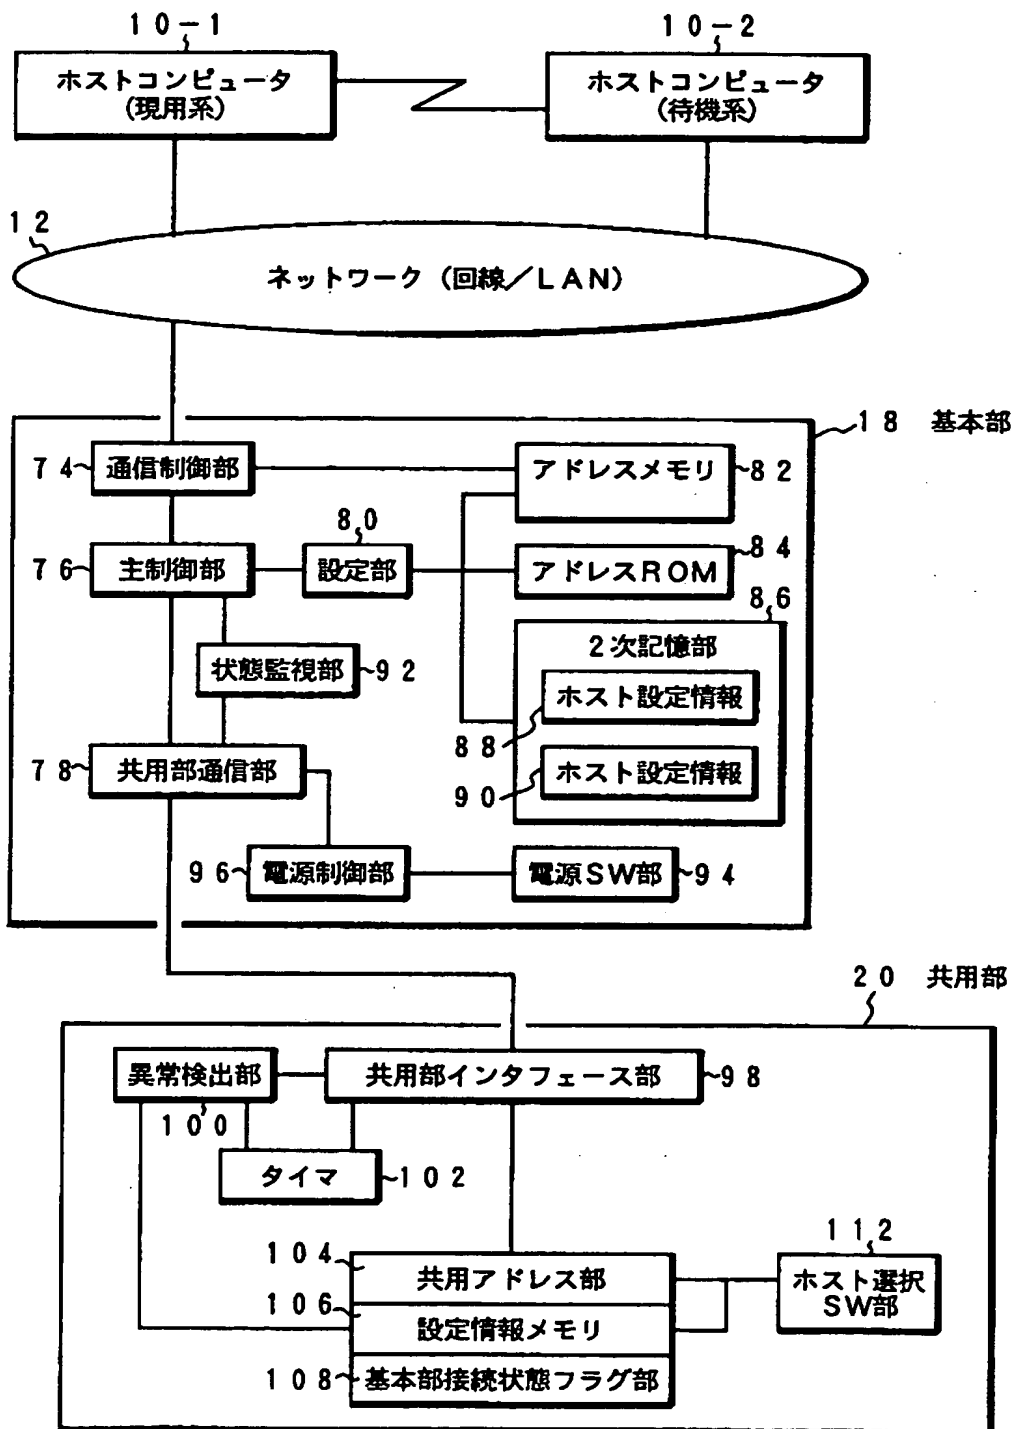 10-1
10-2
ホストコンピュータ
(現用系)
ホストコンピュータ
(待機系)
12
ネットワーク(回線/LAN)
18 基本部
74
通信制御部
アドレスメモリ
82
80
84
76
主制御部
設定部
アドレスROM
86
2次記憶部
状態監視部
92
ホスト設定情報
88
78
共用部通信部
ホスト設定情報
90
96
電源制御部
電源SW部
94
20 共用部
異常検出部
共用部インタフェース部
98
100
タイマ
102
112
104
共用アドレス部
ホスト選択
SW部
106
設定情報メモリ
108
基本部接続状態フラグ部